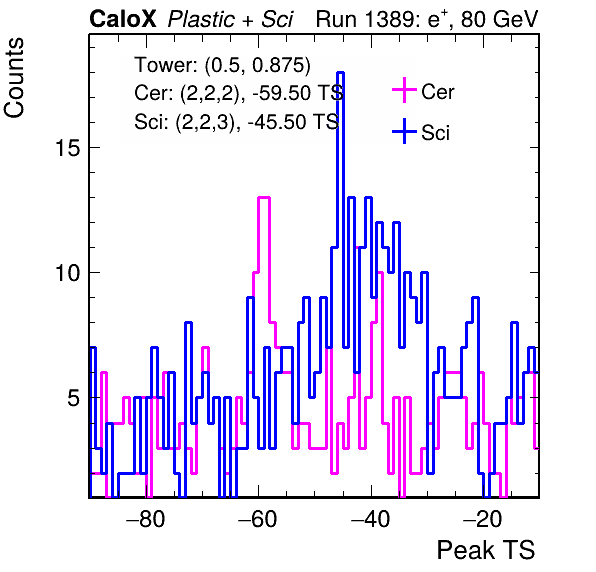 CaloX Plastic + Sci Run 1389: e+, 80 GeV
Counts
Tower: (0.5, 0.875)
Cer: (2,2,2), -59.50 TS
Sci: (2,2,3), -45.50 TS
Cer
Sci
15
10
5
−80 −60 −40 −20
Peak TS